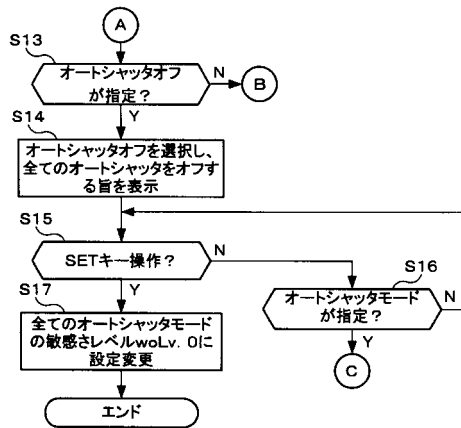 A
S13
オートシャッタオフ
が指定？
N
B
Y
S14
オートシャッタオフを選択し、
全てのオートシャッタをオフ
する旨を表示
S15
SETキー操作？
N
Y
S16
オートシャッタモード
が指定？
N
Y
C
S17
全てのオートシャッタモード
の敏感さレベルwoLv．0に
設定変更
エンド